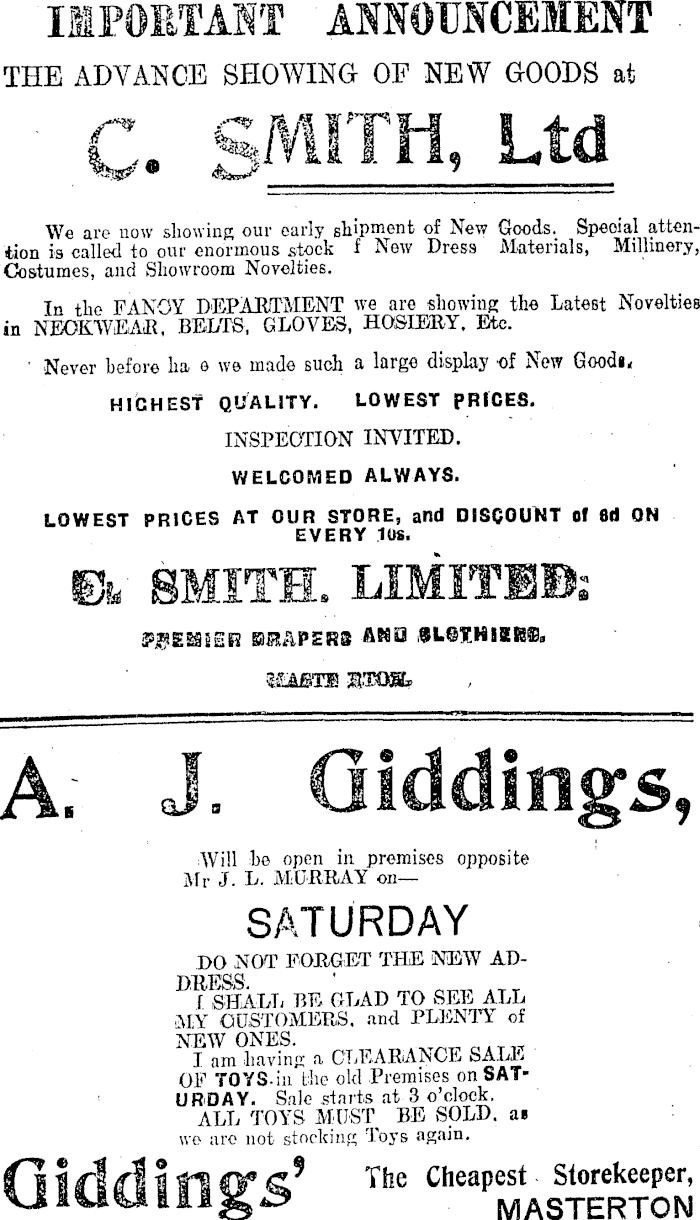 IMPORTANT ANNOUNCEMENT
THE ADVANCE SHOWING OF NEW GOODS at
C. SMITH, Ltd
We are now showing our early shipment of New Goods. Special atten-
tion is called to our enormous stock f New Dress Materials, Millinery,
Costumes, and Showroom Novelties.
In the FANCY DEPARTMENT we are showing the Latest Novelties
in NECKWEAR, BELTS, GLOVES, HOSIERY, Etc.
Never before ha e we made such a large display of New Goods.
HIGHEST QUALITY. LOWEST PRICES.
INSPECTION INVITED.
WELCOMED ALWAYS.
LOWEST PRICES AT OUR STORE, and DISCOUNT of 6d ON
EVERY 10s.
C. SMITH. LIMITED.
PREMIER DRAPERS AND CLOTHIERS,
MASTE RTON.
A. J. Giddings,
Will be open in premises opposite
Mr J. L. MURRAY on—
SATURDAY
DO NOT FORGET THE NEW AD-
DRESS.
I SHALL BE GLAD TO SEE ALL
MY CUSTOMERS, and PLENTY of
NEW ONES.
I am having a CLEARANCE SALE
OF TOYS in the old Premises on SAT-
URDAY. Sale starts at 3 o'clock.
ALL TOYS MUST BE SOLD, as
we are not stocking Toys again.
Giddings' The Cheapest Storekeeper,
MASTERTON